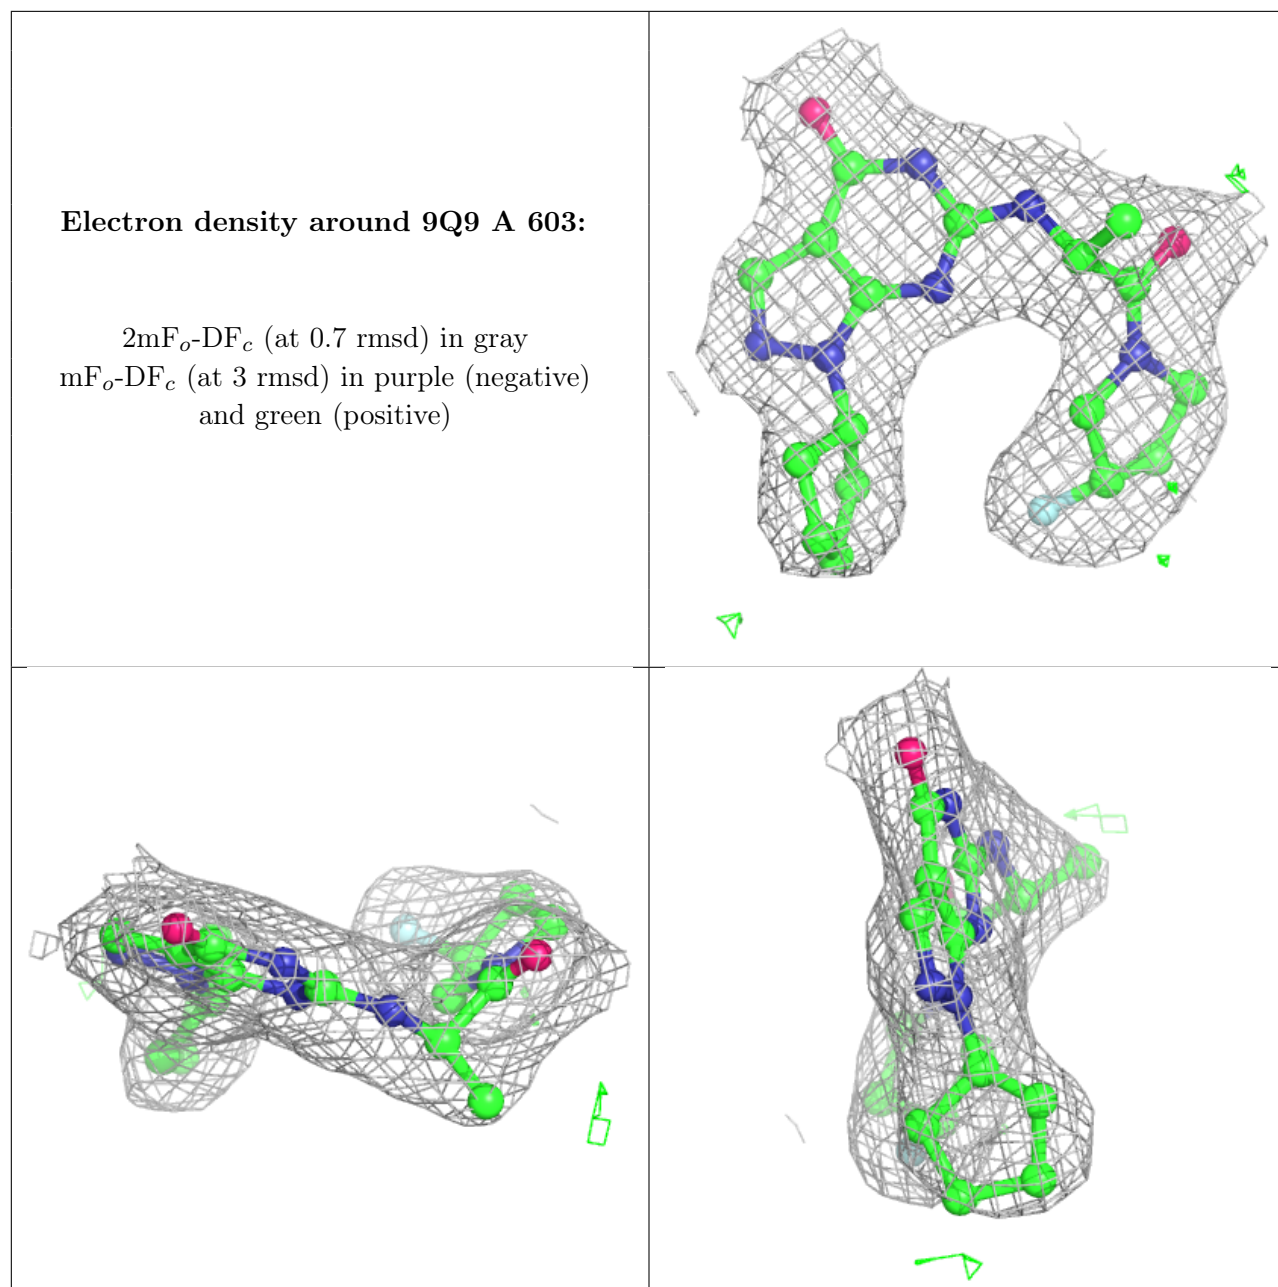 Electron density around 9Q9 A 603:
2mFo-DFc (at 0.7 rmsd) in gray
mFo-DFc (at 3 rmsd) in purple (negative)
and green (positive)